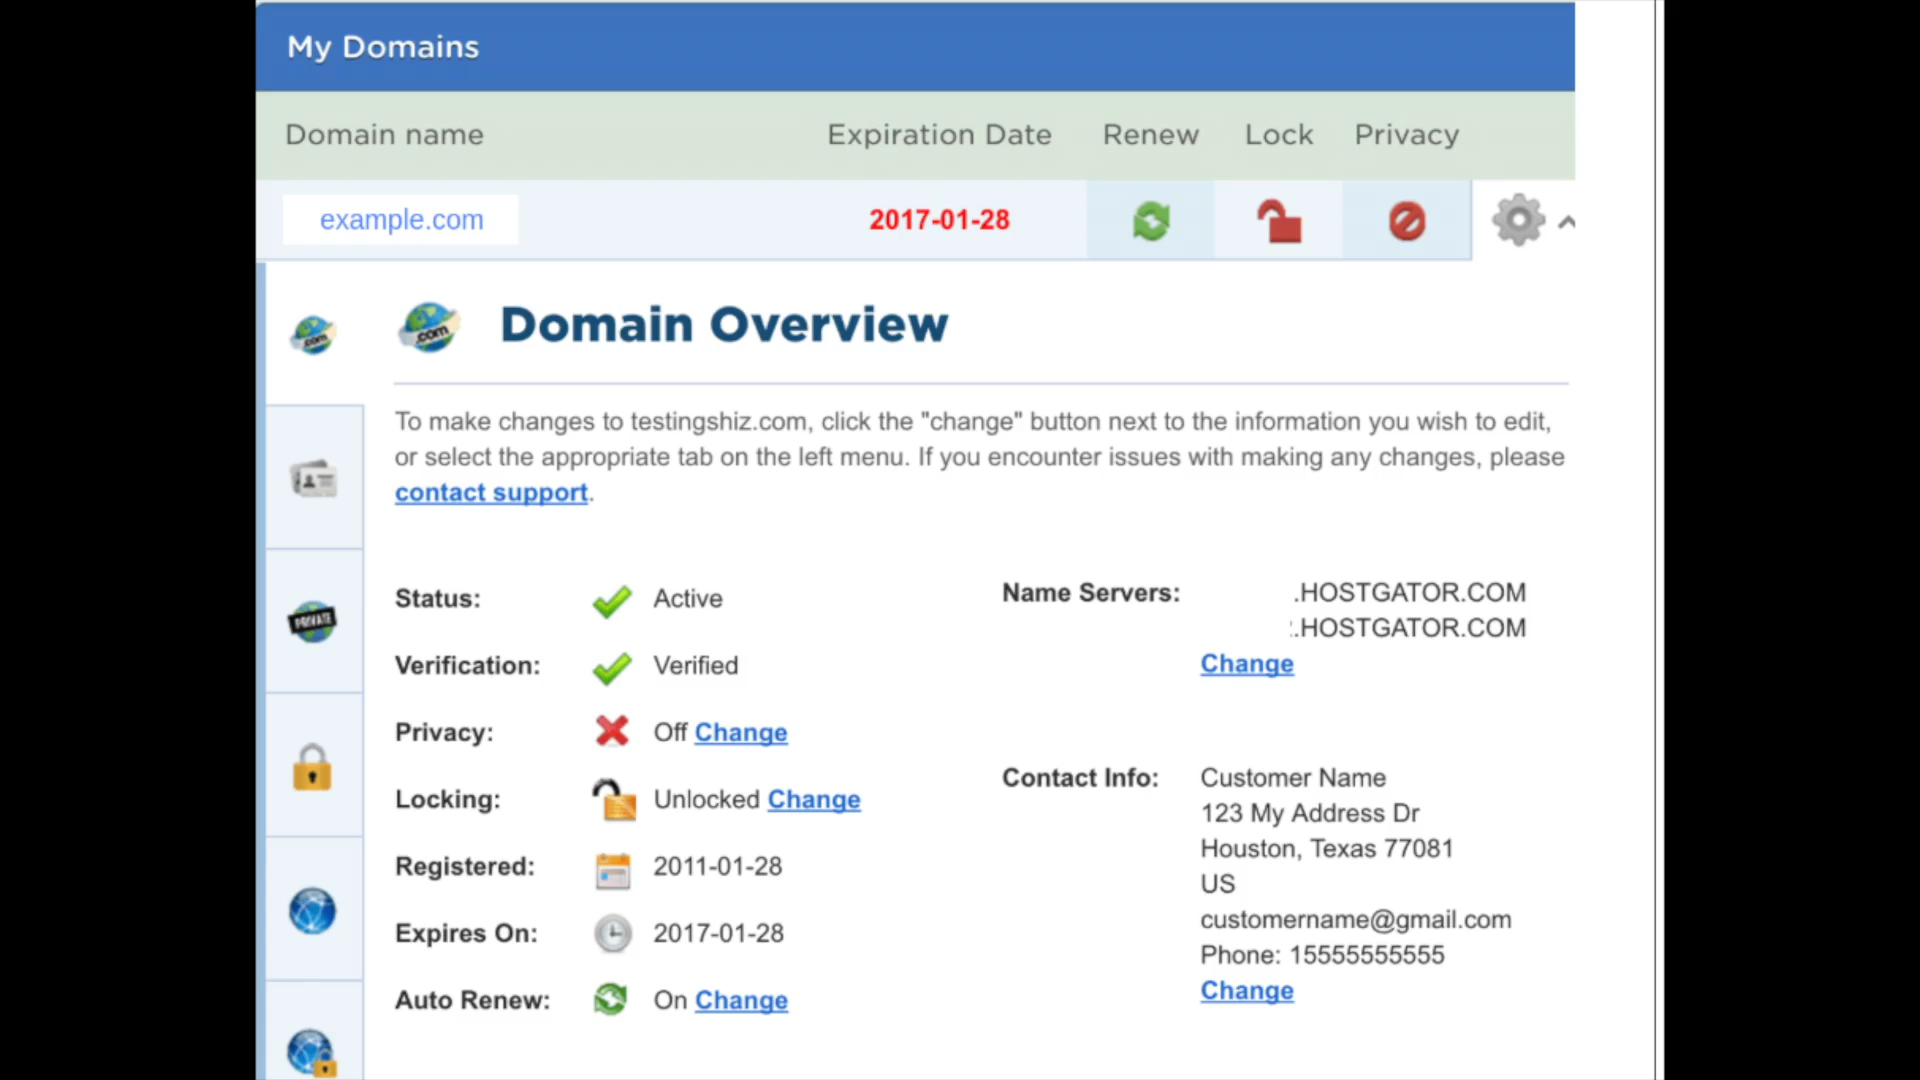 My Domains
Domain name Expiration Date Renew Lock Privacy
example.com 2017-01-28
.com
.com Domain Overview
To make changes to testingshiz.com, click the "change" button next to the information you wish to edit,
or select the appropriate tab on the left menu. If you encounter issues with making any changes, please
contact support.
PRIVATE
Status: Active
Verification: Verified
Privacy: Off Change
Locking: Unlocked Change
Registered: 2011-01-28
Expires On: 2017-01-28
Auto Renew: On Change
Name Servers: .HOSTGATOR.COM
.HOSTGATOR.COM
Change
Contact Info: Customer Name
123 My Address Dr
Houston, Texas 77081
US
customername@gmail.com
Phone: 15555555555
Change